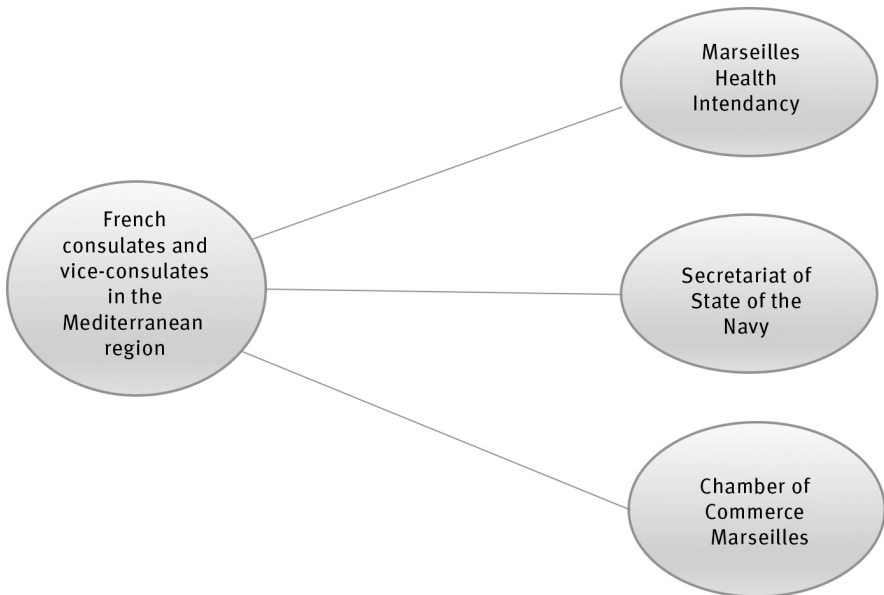 French
consulates and
vice-consulates
in the
Mediterranean
region
Marseilles
Health
Intendancy
Secretariat of
State of the
Navy
Chamber of
Commerce
Marseilles